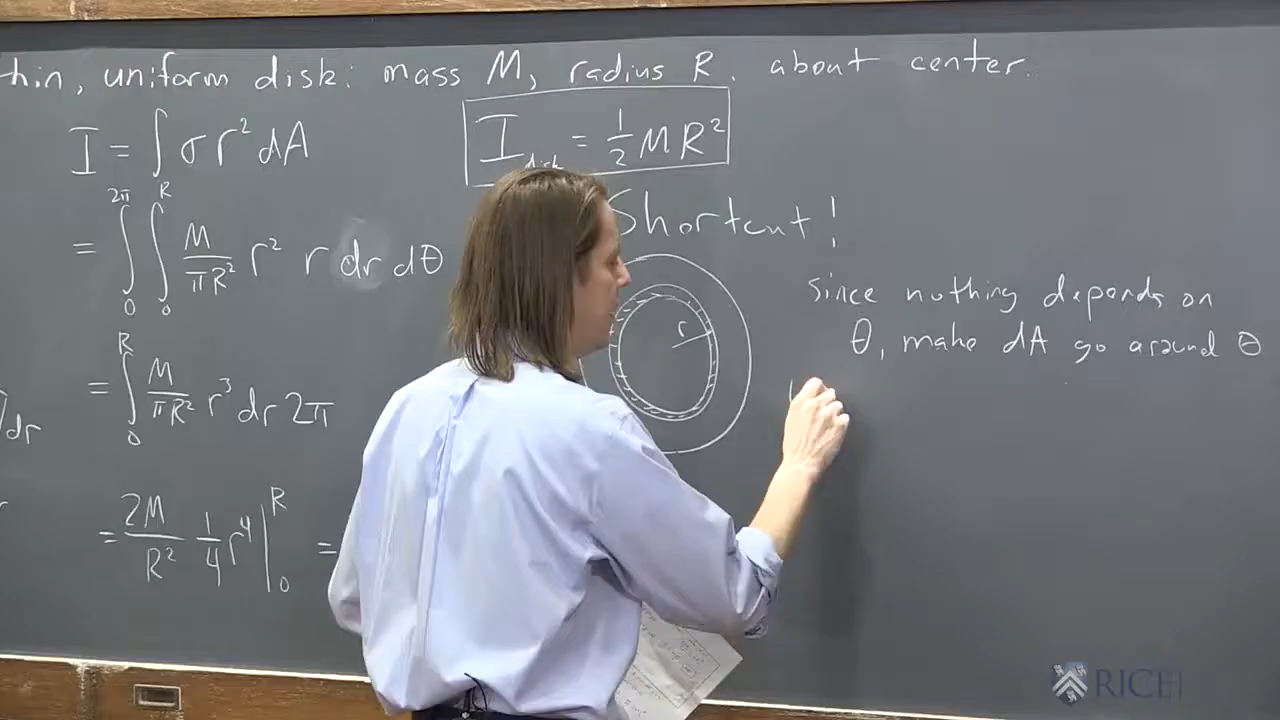 hin, uniform disk: mass M, radius R. about center.
I = ∫ σ r² dA
I disk = ½ M R²
= ∫₀^2π ∫₀^R M/πR² r² r dr dθ
Shortcut!
since nothing depends on
θ, make dA go around θ
r
= ∫₀^R M/πR² r³ dr 2π
dr
= 2M/R² ¼ r⁴ |₀^R =
RICE